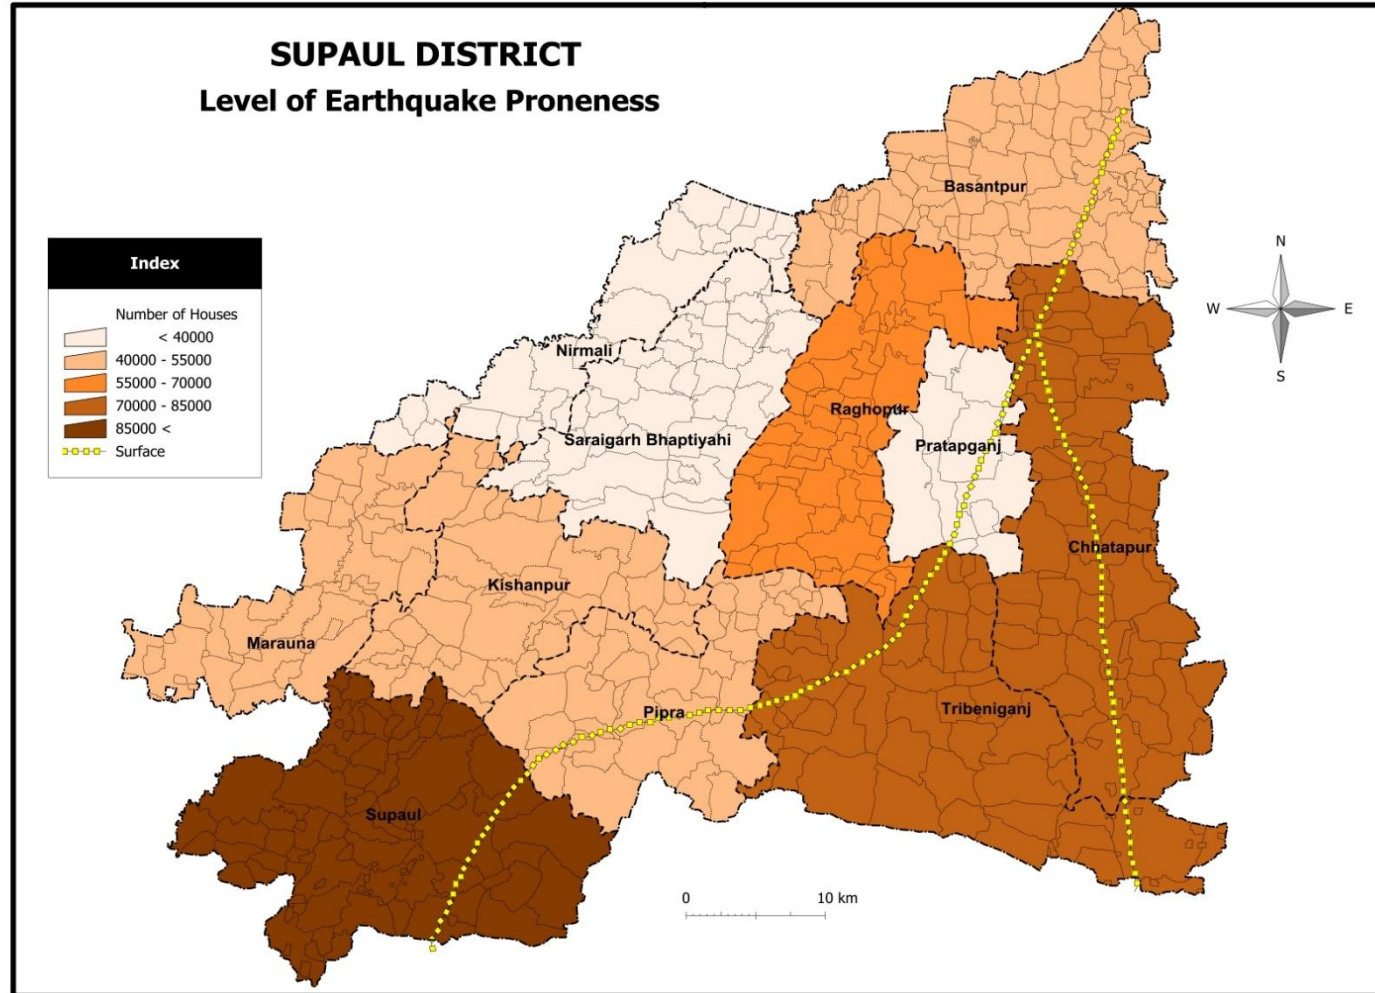 SUPAUL DISTRICT
Level of Earthquake Proneness
Index
Number of Houses
< 40000
40000 - 55000
55000 - 70000
70000 - 85000
85000 <
Surface
Basantpur
N
W
E
S
Nirmali
Raghopur
Saraigarh Bhaptiyahi
Pratapganj
Chhatapur
Kishanpur
Marauna
Tribeniganj
Pipra
Supaul
0
10 km